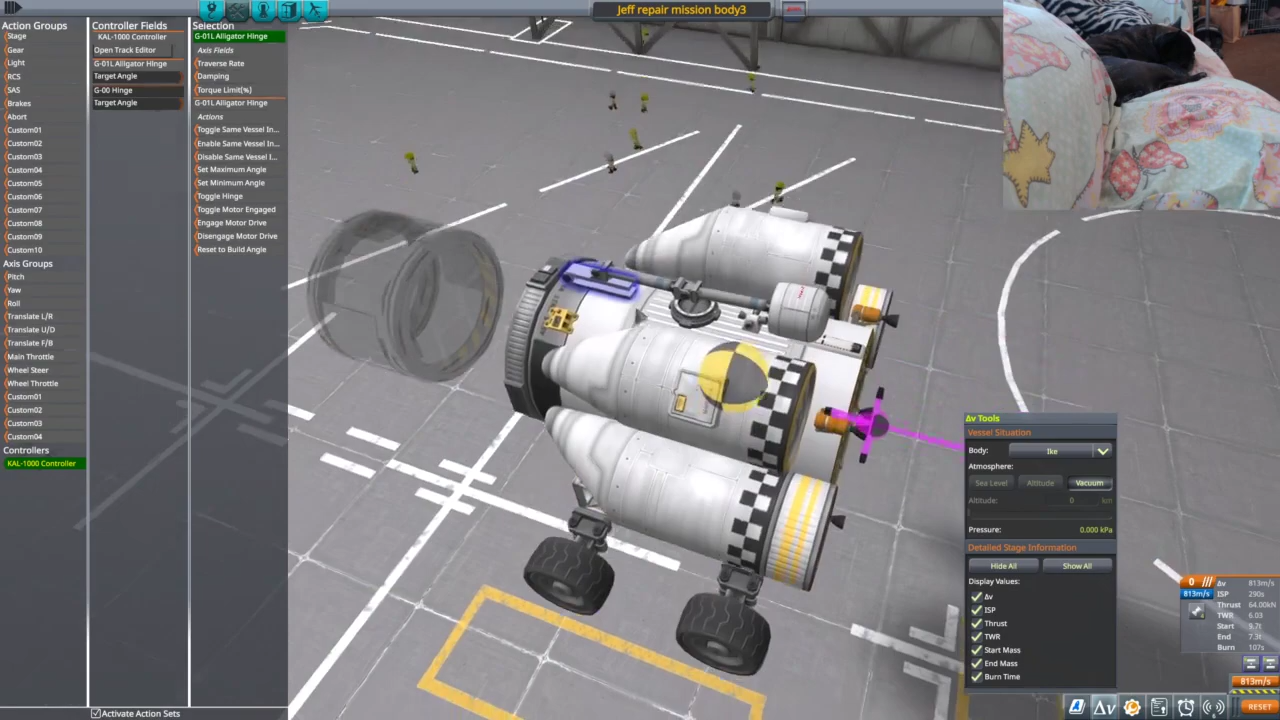 Jeff repair mission body3
Action Groups
Stage
Gear
Light
RCS
SAS
Brakes
Abort
Custom01
Custom02
Custom03
Custom04
Custom05
Custom06
Custom07
Custom08
Custom09
Custom10
Axis Groups
Pitch
Yaw
Roll
Translate L/R
Translate U/D
Translate F/B
Main Throttle
Wheel Steer
Wheel Throttle
Custom01
Custom02
Custom03
Custom04
Controllers
KAL-1000 Controller
Controller Fields
KAL-1000 Controller
Open Track Editor
G-01L Alligator Hinge
Target Angle
G-00 Hinge
Target Angle
Selection
G-01L Alligator Hinge
Axis Fields
Traverse Rate
Damping
Torque Limit(%)
G-01L Alligator Hinge
Actions
Toggle Same Vessel In...
Enable Same Vessel In...
Disable Same Vessel I...
Set Maximum Angle
Set Minimum Angle
Toggle Hinge
Toggle Motor Engaged
Engage Motor Drive
Disengage Motor Drive
Reset to Build Angle
Activate Action Sets
Δv Tools
Vessel Situation
Body: Ike
Atmosphere:
Sea Level Altitude Vacuum
Altitude: 0 km
Pressure: 0.000 kPa
Detailed Stage Information
Hide All Show All
Display Values:
Δv
ISP
Thrust
TWR
Start Mass
End Mass
Burn Time
0 Δv 813m/s
813m/s ISP 290s
Thrust 64.00kN
TWR 6.03
Start 9.7t
End 7.3t
Burn 107s
813m/s
Δv RESET